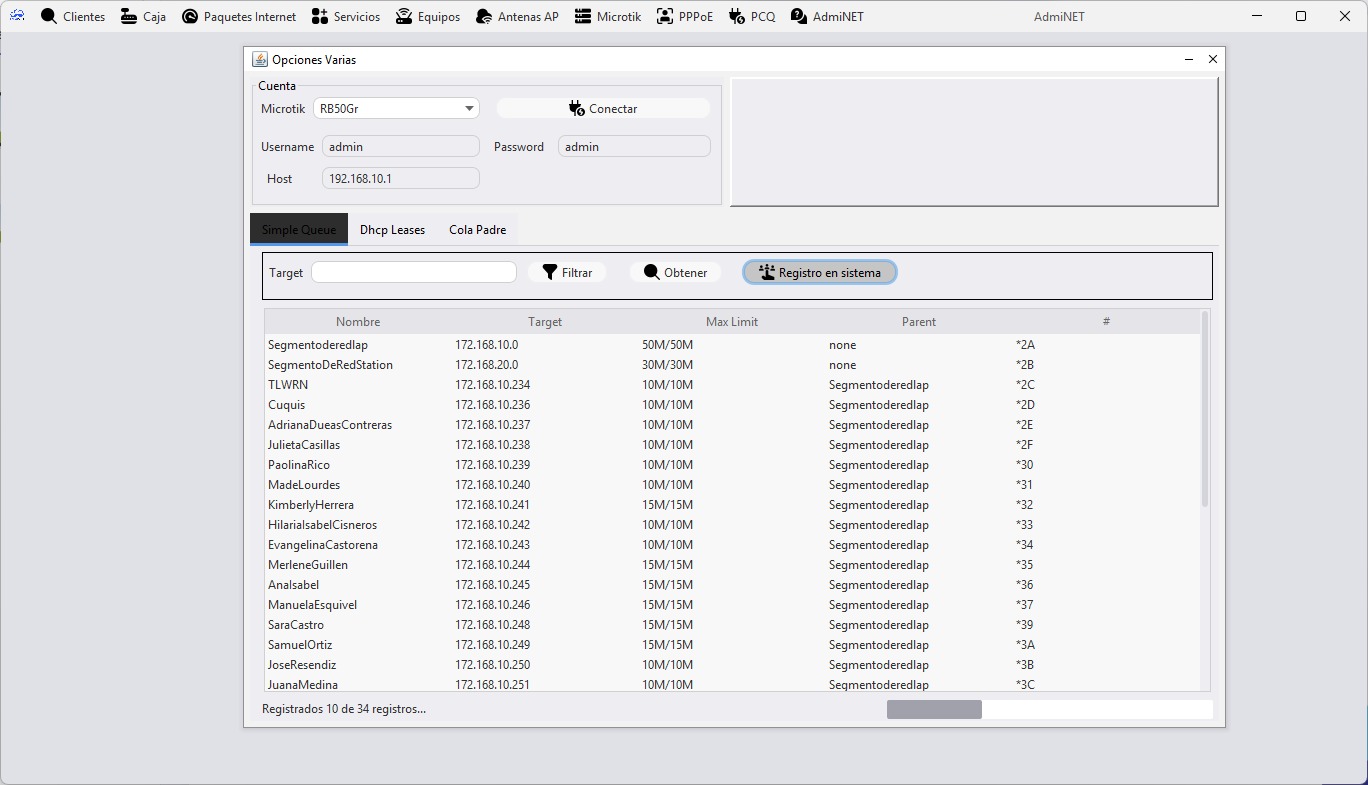 Clientes Caja Paquetes Internet Servicios Equipos Antenas AP Microtik PPPoE PCQ AdmiNET AdmiNET
Opciones Varias
Cuenta
Microtik RB50Gr Conectar
Username admin Password admin
Host 192.168.10.1
Simple Queue Dhcp Leases Cola Padre
Target Filtrar Obtener Registro en sistema
Nombre Target Max Limit Parent #
Segmentoderedlap 172.168.10.0 50M/50M none *2A
SegmentoDeRedStation 172.168.20.0 30M/30M none *2B
TLWRN 172.168.10.234 10M/10M Segmentoderedlap *2C
Cuquis 172.168.10.236 10M/10M Segmentoderedlap *2D
AdrianaDueasContreras 172.168.10.237 10M/10M Segmentoderedlap *2E
JulietaCasillas 172.168.10.238 10M/10M Segmentoderedlap *2F
PaolinaRico 172.168.10.239 10M/10M Segmentoderedlap *30
MadeLourdes 172.168.10.240 10M/10M Segmentoderedlap *31
KimberlyHerrera 172.168.10.241 15M/15M Segmentoderedlap *32
HilariaIsabelCisneros 172.168.10.242 10M/10M Segmentoderedlap *33
EvangelinaCastorena 172.168.10.243 10M/10M Segmentoderedlap *34
MerleneGuillen 172.168.10.244 15M/15M Segmentoderedlap *35
AnaIsabel 172.168.10.245 15M/15M Segmentoderedlap *36
ManuelaEsquivel 172.168.10.246 15M/15M Segmentoderedlap *37
SaraCastro 172.168.10.248 15M/15M Segmentoderedlap *39
SamuelOrtiz 172.168.10.249 15M/15M Segmentoderedlap *3A
JoseResendiz 172.168.10.250 10M/10M Segmentoderedlap *3B
JuanaMedina 172.168.10.251 10M/10M Segmentoderedlap *3C
Registrados 10 de 34 registros...